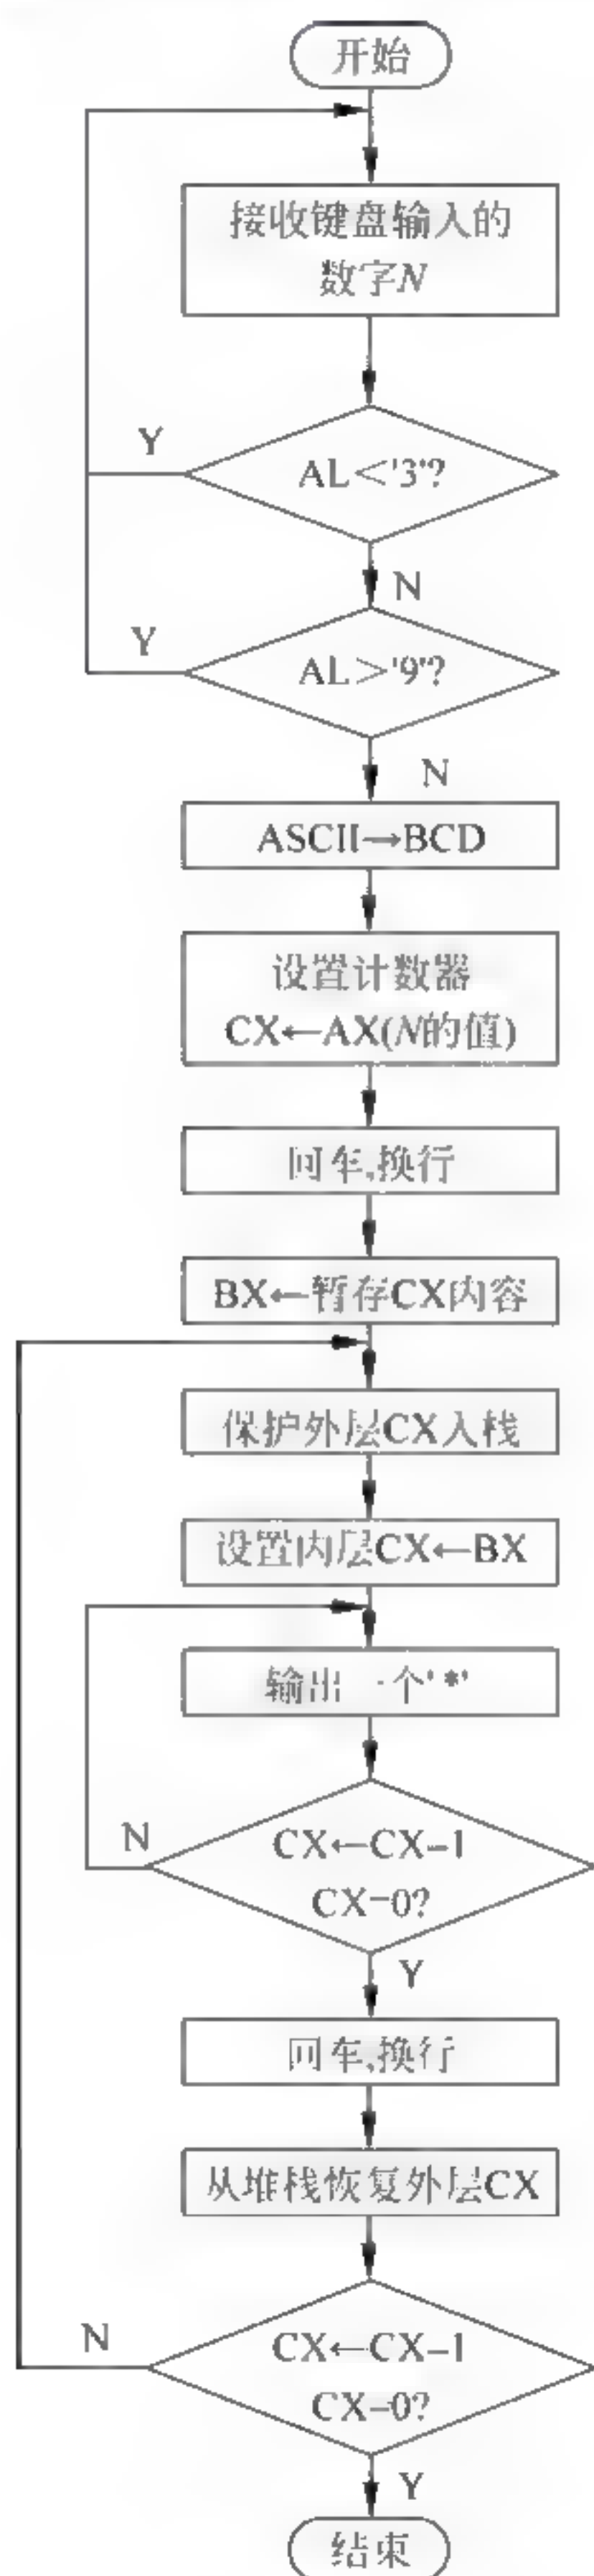 开始
接收键盘输入的
数字N
Y
AL<'3'?
N
Y
AL>'9'?
N
ASCII→BCD
设置计数器
CX←AX(N的值)
回车,换行
BX←暂存CX内容
保护外层CX入栈
设置内层CX←BX
输出一个'*'
N
CX←CX-1
CX=0?
Y
回车,换行
从堆栈恢复外层CX
N
CX←CX-1
CX=0?
Y
结束